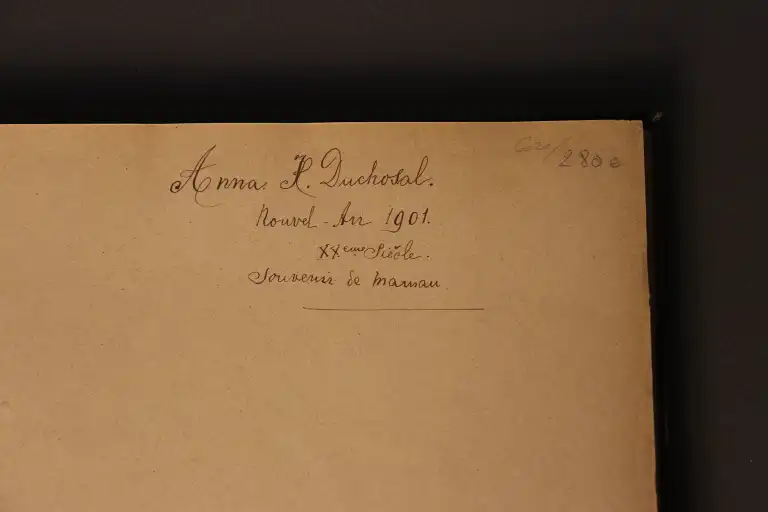 Anna H. Duchosal.
Nouvel-An 1901.
XXème Siècle.
Souvenir de maman.
2800